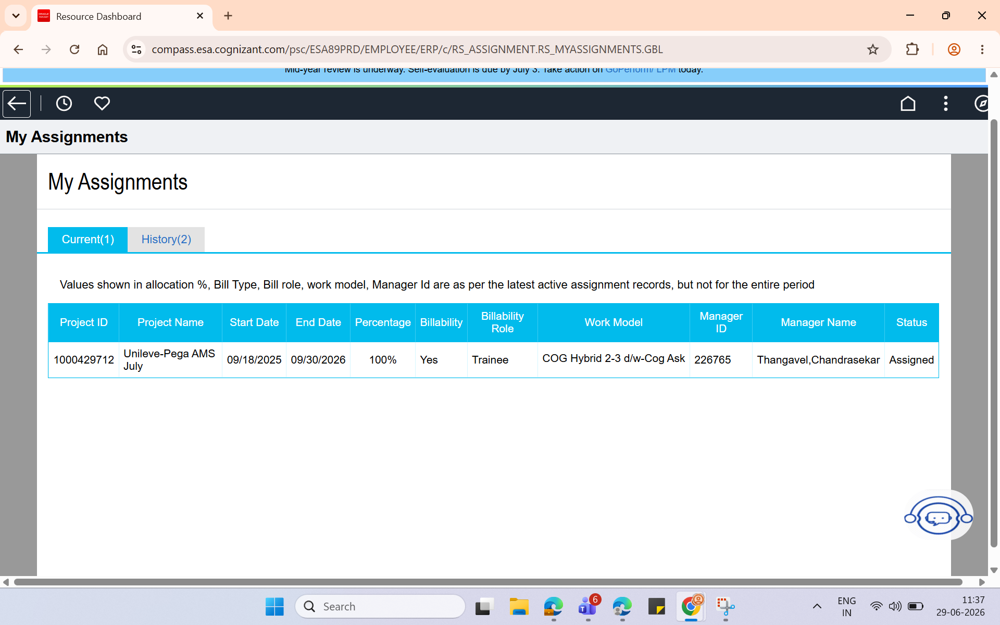 Resource Dashboard
compass.esa.cognizant.com/psc/ESA89PRD/EMPLOYEE/ERP/c/RS_ASSIGNMENT.RS_MYASSIGNMENTS.GBL
Mid-year review is underway. Self-evaluation is due by July 3. Take action on GoPerform/ LPM today.
My Assignments
My Assignments
Current(1) History(2)
Values shown in allocation %, Bill Type, Bill role, work model, Manager Id are as per the latest active assignment records, but not for the entire period
Project ID Project Name Start Date End Date Percentage Billability Billability Role Work Model Manager ID Manager Name Status
1000429712 Unileve-Pega AMS July 09/18/2025 09/30/2026 100% Yes Trainee COG Hybrid 2-3 d/w-Cog Ask 226765 Thangavel,Chandrasekar Assigned
Search
6
ENG
IN
11:37
29-06-2026